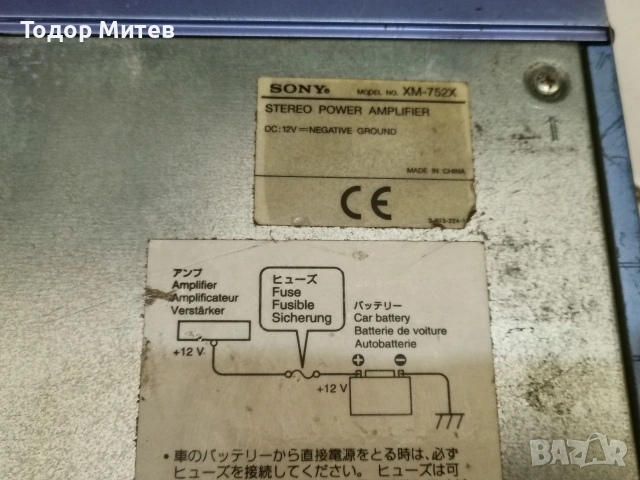 Тодор Митев
SONY®
MODEL NO. XM-752X
STEREO POWER AMPLIFIER
DC:12V⎓NEGATIVE GROUND
MADE IN CHINA
CE
アンプ
Amplifier
Amplificateur
Verstärker
+12 V
ヒューズ
Fuse
Fusible
Sicherung
バッテリー
Car battery
Batterie de voiture
Autobatterie
+ −
+12 V
• 車のバッテリーから直接電源をとる時は、必ず
ヒューズを接続してください。 ヒューズは可
BAZAR